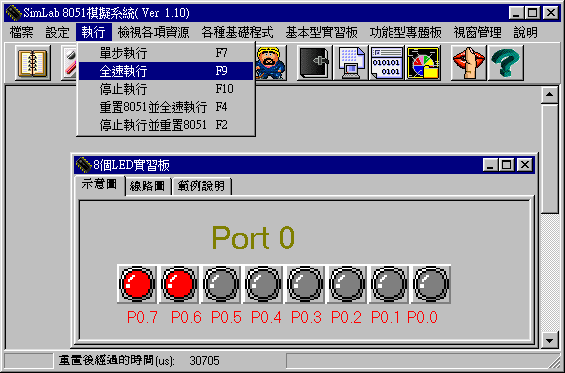 SimLab 8051模擬系統( Ver 1.10)
檔案 設定 執行 檢視各項資源 各種基礎程式 基本型實習板 功能型專題板 視窗管理 說明
單步執行 F7
全速執行 F9
停止執行 F10
重置8051並全速執行 F4
停止執行並重置8051 F2
010101
0101
8個LED實習板
示意圖 線路圖 範例說明
Port 0
P0.7 P0.6 P0.5 P0.4 P0.3 P0.2 P0.1 P0.0
重置後經過的時間(us): 30705